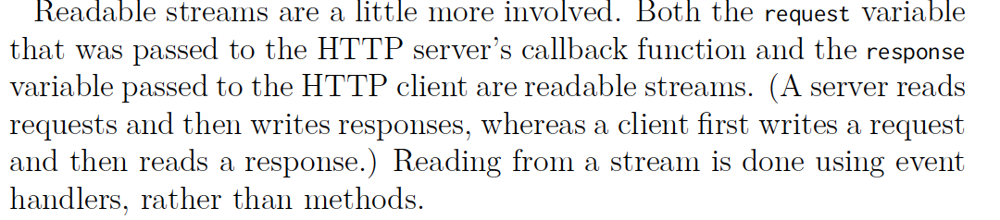 Readable streams are a little more involved. Both the request variable
that was passed to the HTTP server’s callback function and the response
variable passed to the HTTP client are readable streams. (A server reads
requests and then writes responses, whereas a client first writes a request
and then reads a response.) Reading from a stream is done using event
handlers, rather than methods.